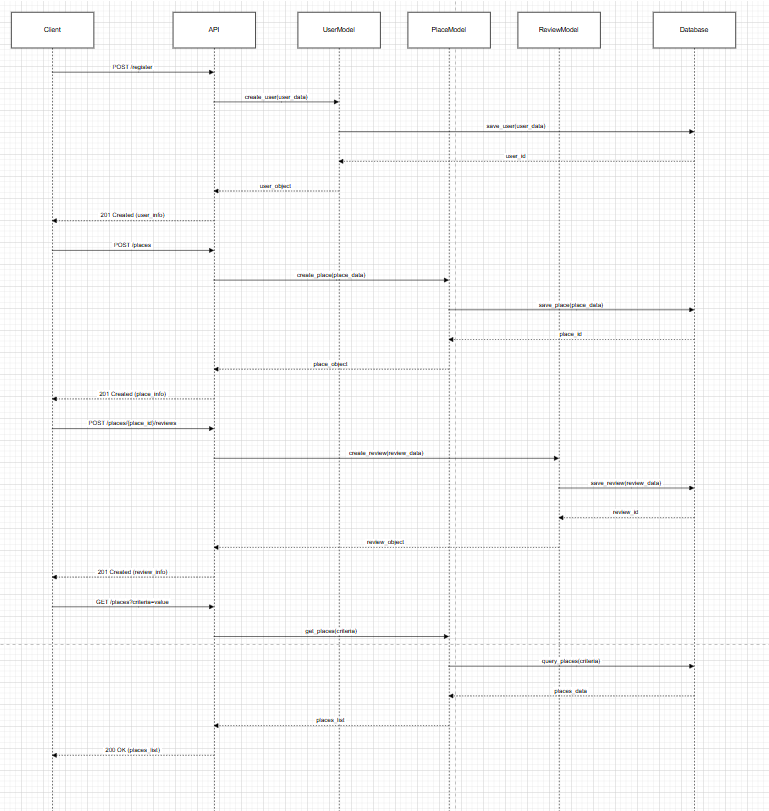 Client
API
UserModel
PlaceModel
ReviewModel
Database
POST /register
create_user(user_data)
save_user(user_data)
user_id
user_object
201 Created (user_info)
POST /places
create_place(place_data)
save_place(place_data)
place_id
place_object
201 Created (place_info)
POST /places/{place_id}/reviews
create_review(review_data)
save_review(review_data)
review_id
review_object
201 Created (review_info)
GET /places?criteria=value
get_places(criteria)
query_places(criteria)
places_data
places_list
200 OK (places_list)